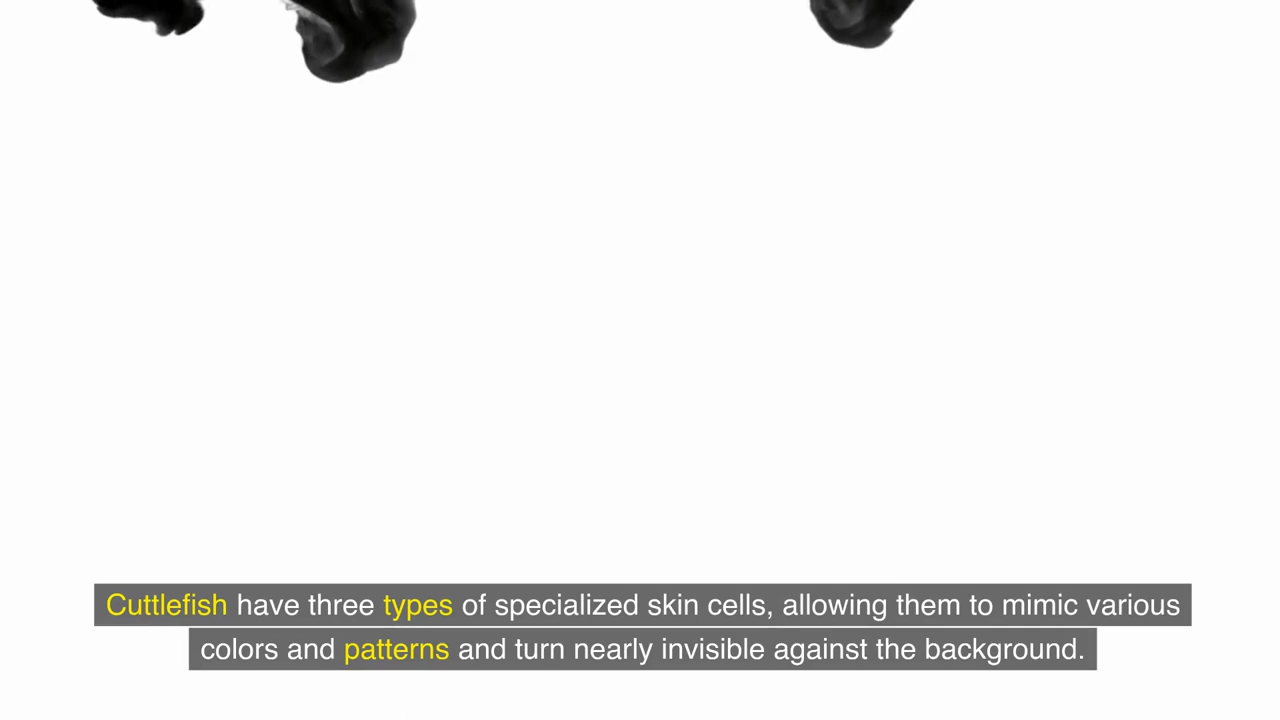 Cuttlefish have three types of specialized skin cells, allowing them to mimic various
colors and patterns and turn nearly invisible against the background.